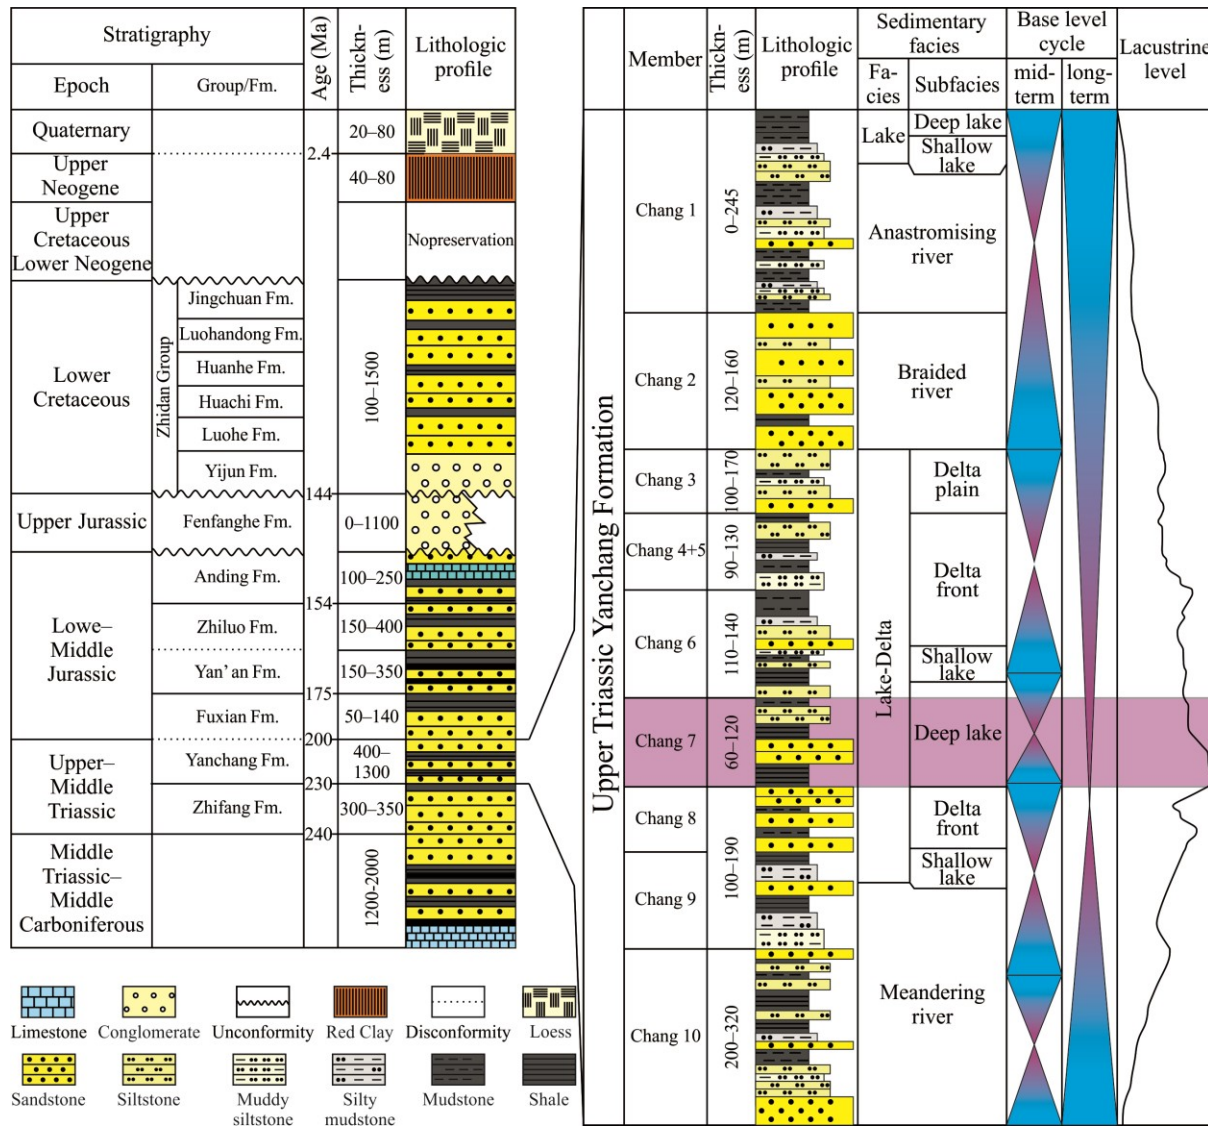 Stratigraphy
Age (Ma)
Thickn-
ess (m)
Lithologic
profile
Epoch
Group/Fm.
Quaternary
20–80
2.4
Upper
Neogene
40–80
Upper
Cretaceous
Lower Neogene
Nopreservation
Lower
Cretaceous
Zhidan Group
Jingchuan Fm.
Luohandong Fm.
Huanhe Fm.
Huachi Fm.
Luohe Fm.
Yijun Fm.
100–1500
144
Upper Jurassic
Fenfanghe Fm.
0–1100
Lowe–
Middle
Jurassic
Anding Fm.
100–250
154
Zhiluo Fm.
150–400
Yan’ an Fm.
150–350
175
Fuxian Fm.
50–140
200
Upper–
Middle
Triassic
Yanchang Fm.
400–
1300
230
Zhifang Fm.
300–350
240
Middle
Triassic–
Middle
Carboniferous
1200-2000
Limestone
Conglomerate
Unconformity
Red Clay
Disconformity
Loess
Sandstone
Siltstone
Muddy
siltstone
Silty
mudstone
Mudstone
Shale
Upper Triassic Yanchang Formation
Member
Thickn-
ess (m)
Lithologic
profile
Sedimentary
facies
Fa-
cies
Subfacies
Base level
cycle
mid-
term
long-
term
Lacustrine
level
Chang 1
0–245
Lake
Deep lake
Shallow
lake
Anastromising
river
Chang 2
120–160
Braided
river
Chang 3
100–170
Lake-Delta
Delta
plain
Chang 4+5
90–130
Delta
front
Chang 6
110–140
Shallow
lake
Chang 7
60–120
Deep lake
Chang 8
100–190
Delta
front
Chang 9
Shallow
lake
Chang 10
200–320
Meandering
river